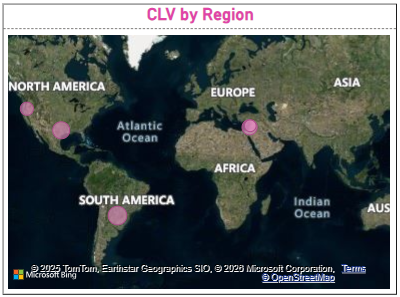 CLV by Region
NORTH AMERICA
EUROPE
ASIA
Atlantic
Ocean
AFRICA
SOUTH AMERICA
Indian
Ocean
AUS
Microsoft Bing
© 2025 TomTom, Earthstar Geographics SIO, © 2026 Microsoft Corporation, Terms
© OpenStreetMap